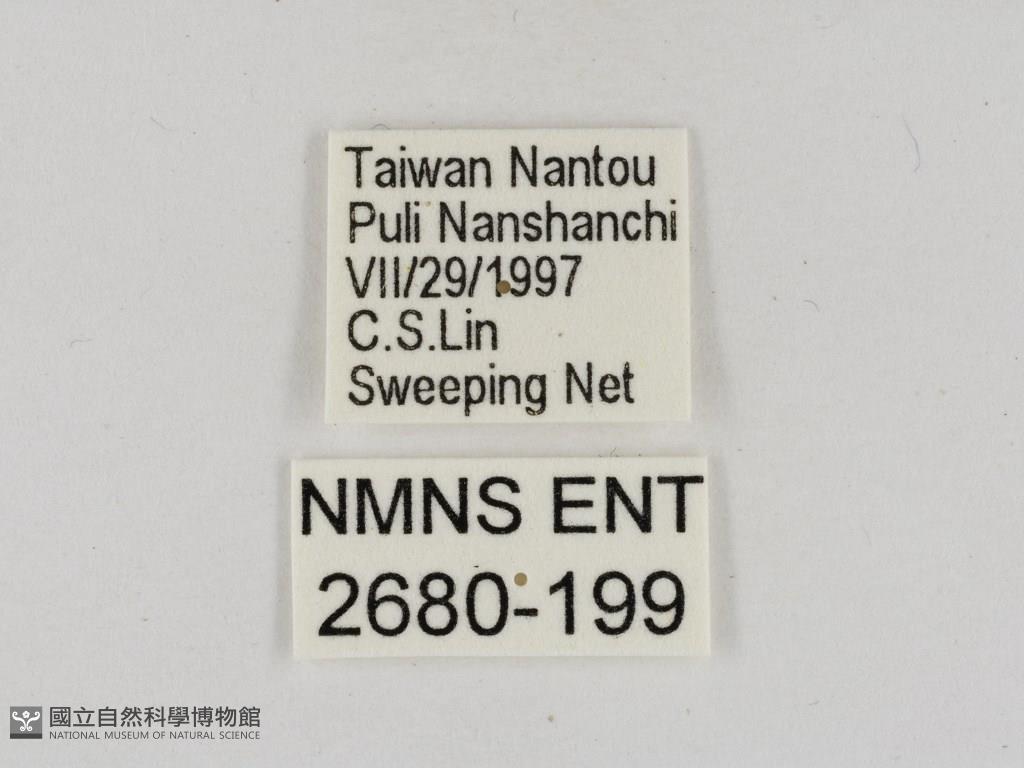 Taiwan Nantou
Puli Nanshanchi
VII/29/1997
C.S.Lin
Sweeping Net
NMNS ENT
2680-199
國立自然科學博物館
NATIONAL MUSEUM OF NATURAL SCIENCE